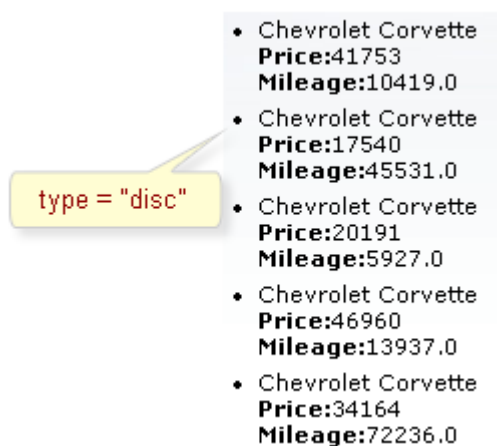 Chevrolet Corvette
Price:41753
Mileage:10419.0
Chevrolet Corvette
Price:17540
Mileage:45531.0
type = "disc"
Chevrolet Corvette
Price:20191
Mileage:5927.0
Chevrolet Corvette
Price:46960
Mileage:13937.0
Chevrolet Corvette
Price:34164
Mileage:72236.0